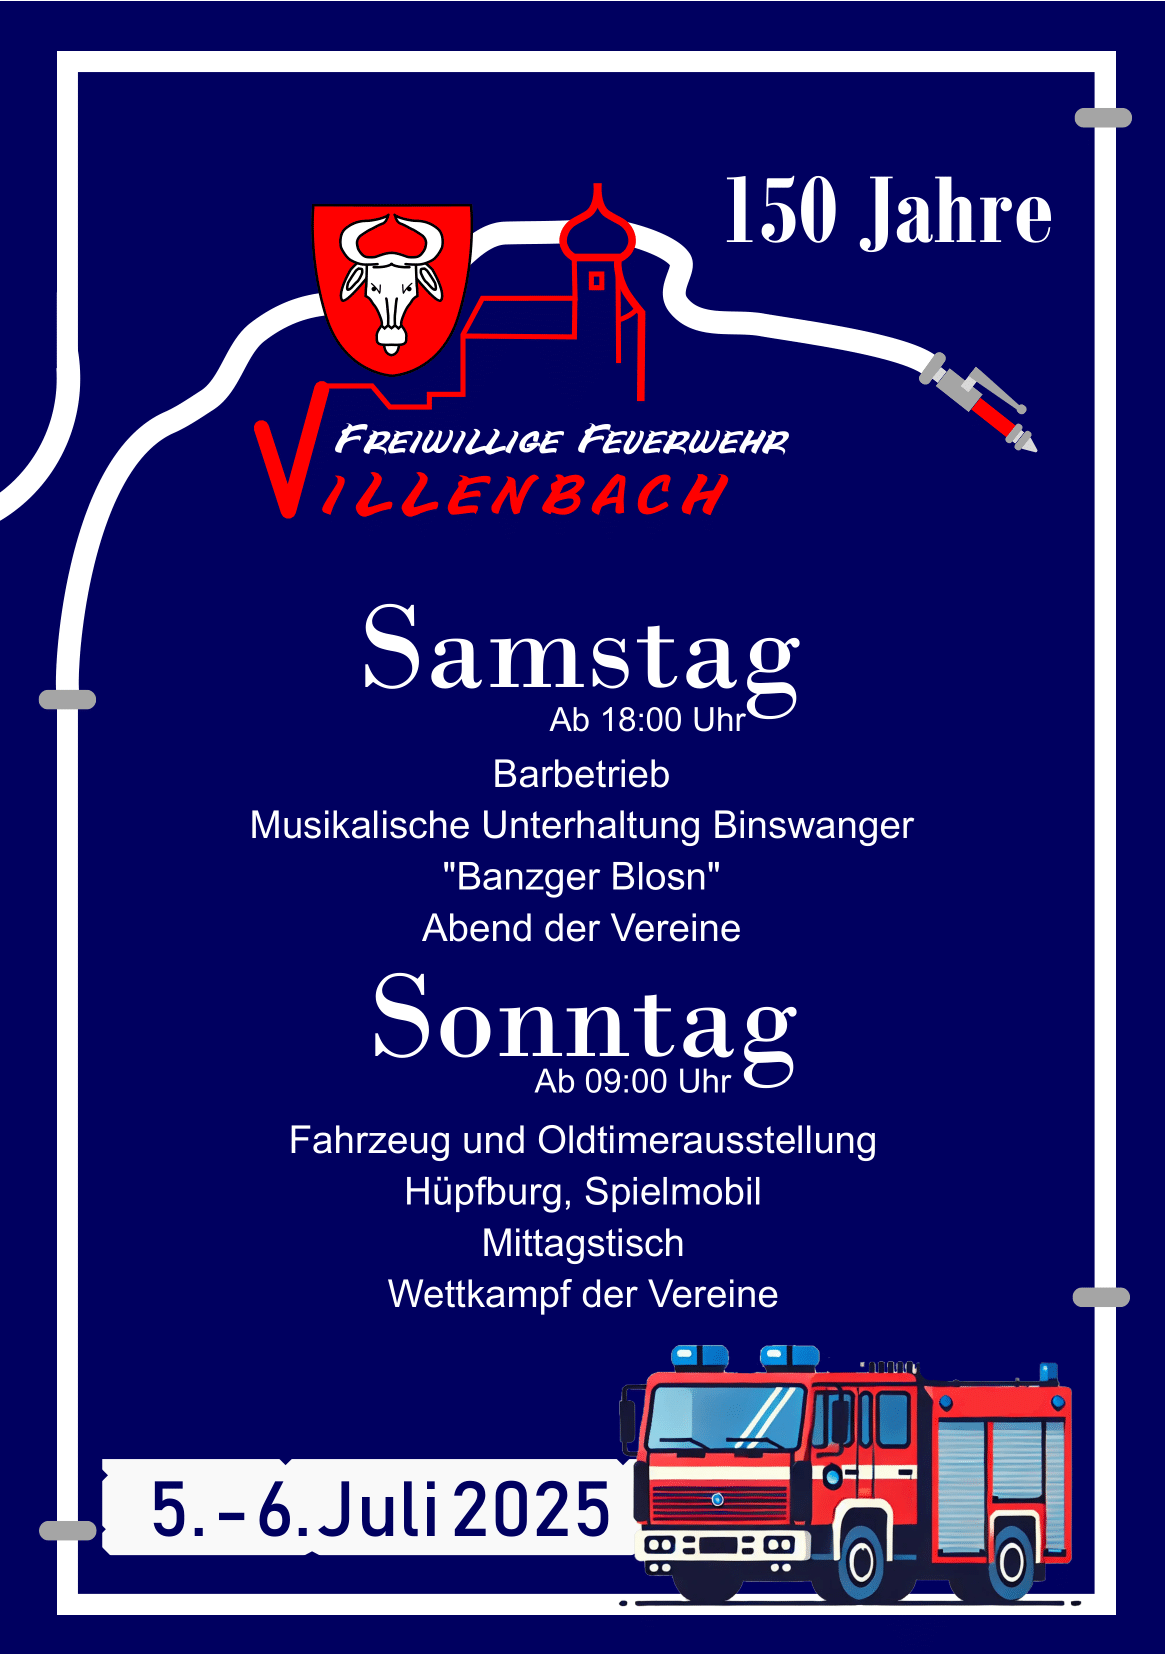 150 Jahre
Freiwillige Feuerwehr
Villenbach
Samstag
Ab 18:00 Uhr
Barbetrieb
Musikalische Unterhaltung Binswanger
"Banzger Blosn"
Abend der Vereine
Sonntag
Ab 09:00 Uhr
Fahrzeug und Oldtimerausstellung
Hüpfburg, Spielmobil
Mittagstisch
Wettkampf der Vereine
5.-6. Juli 2025